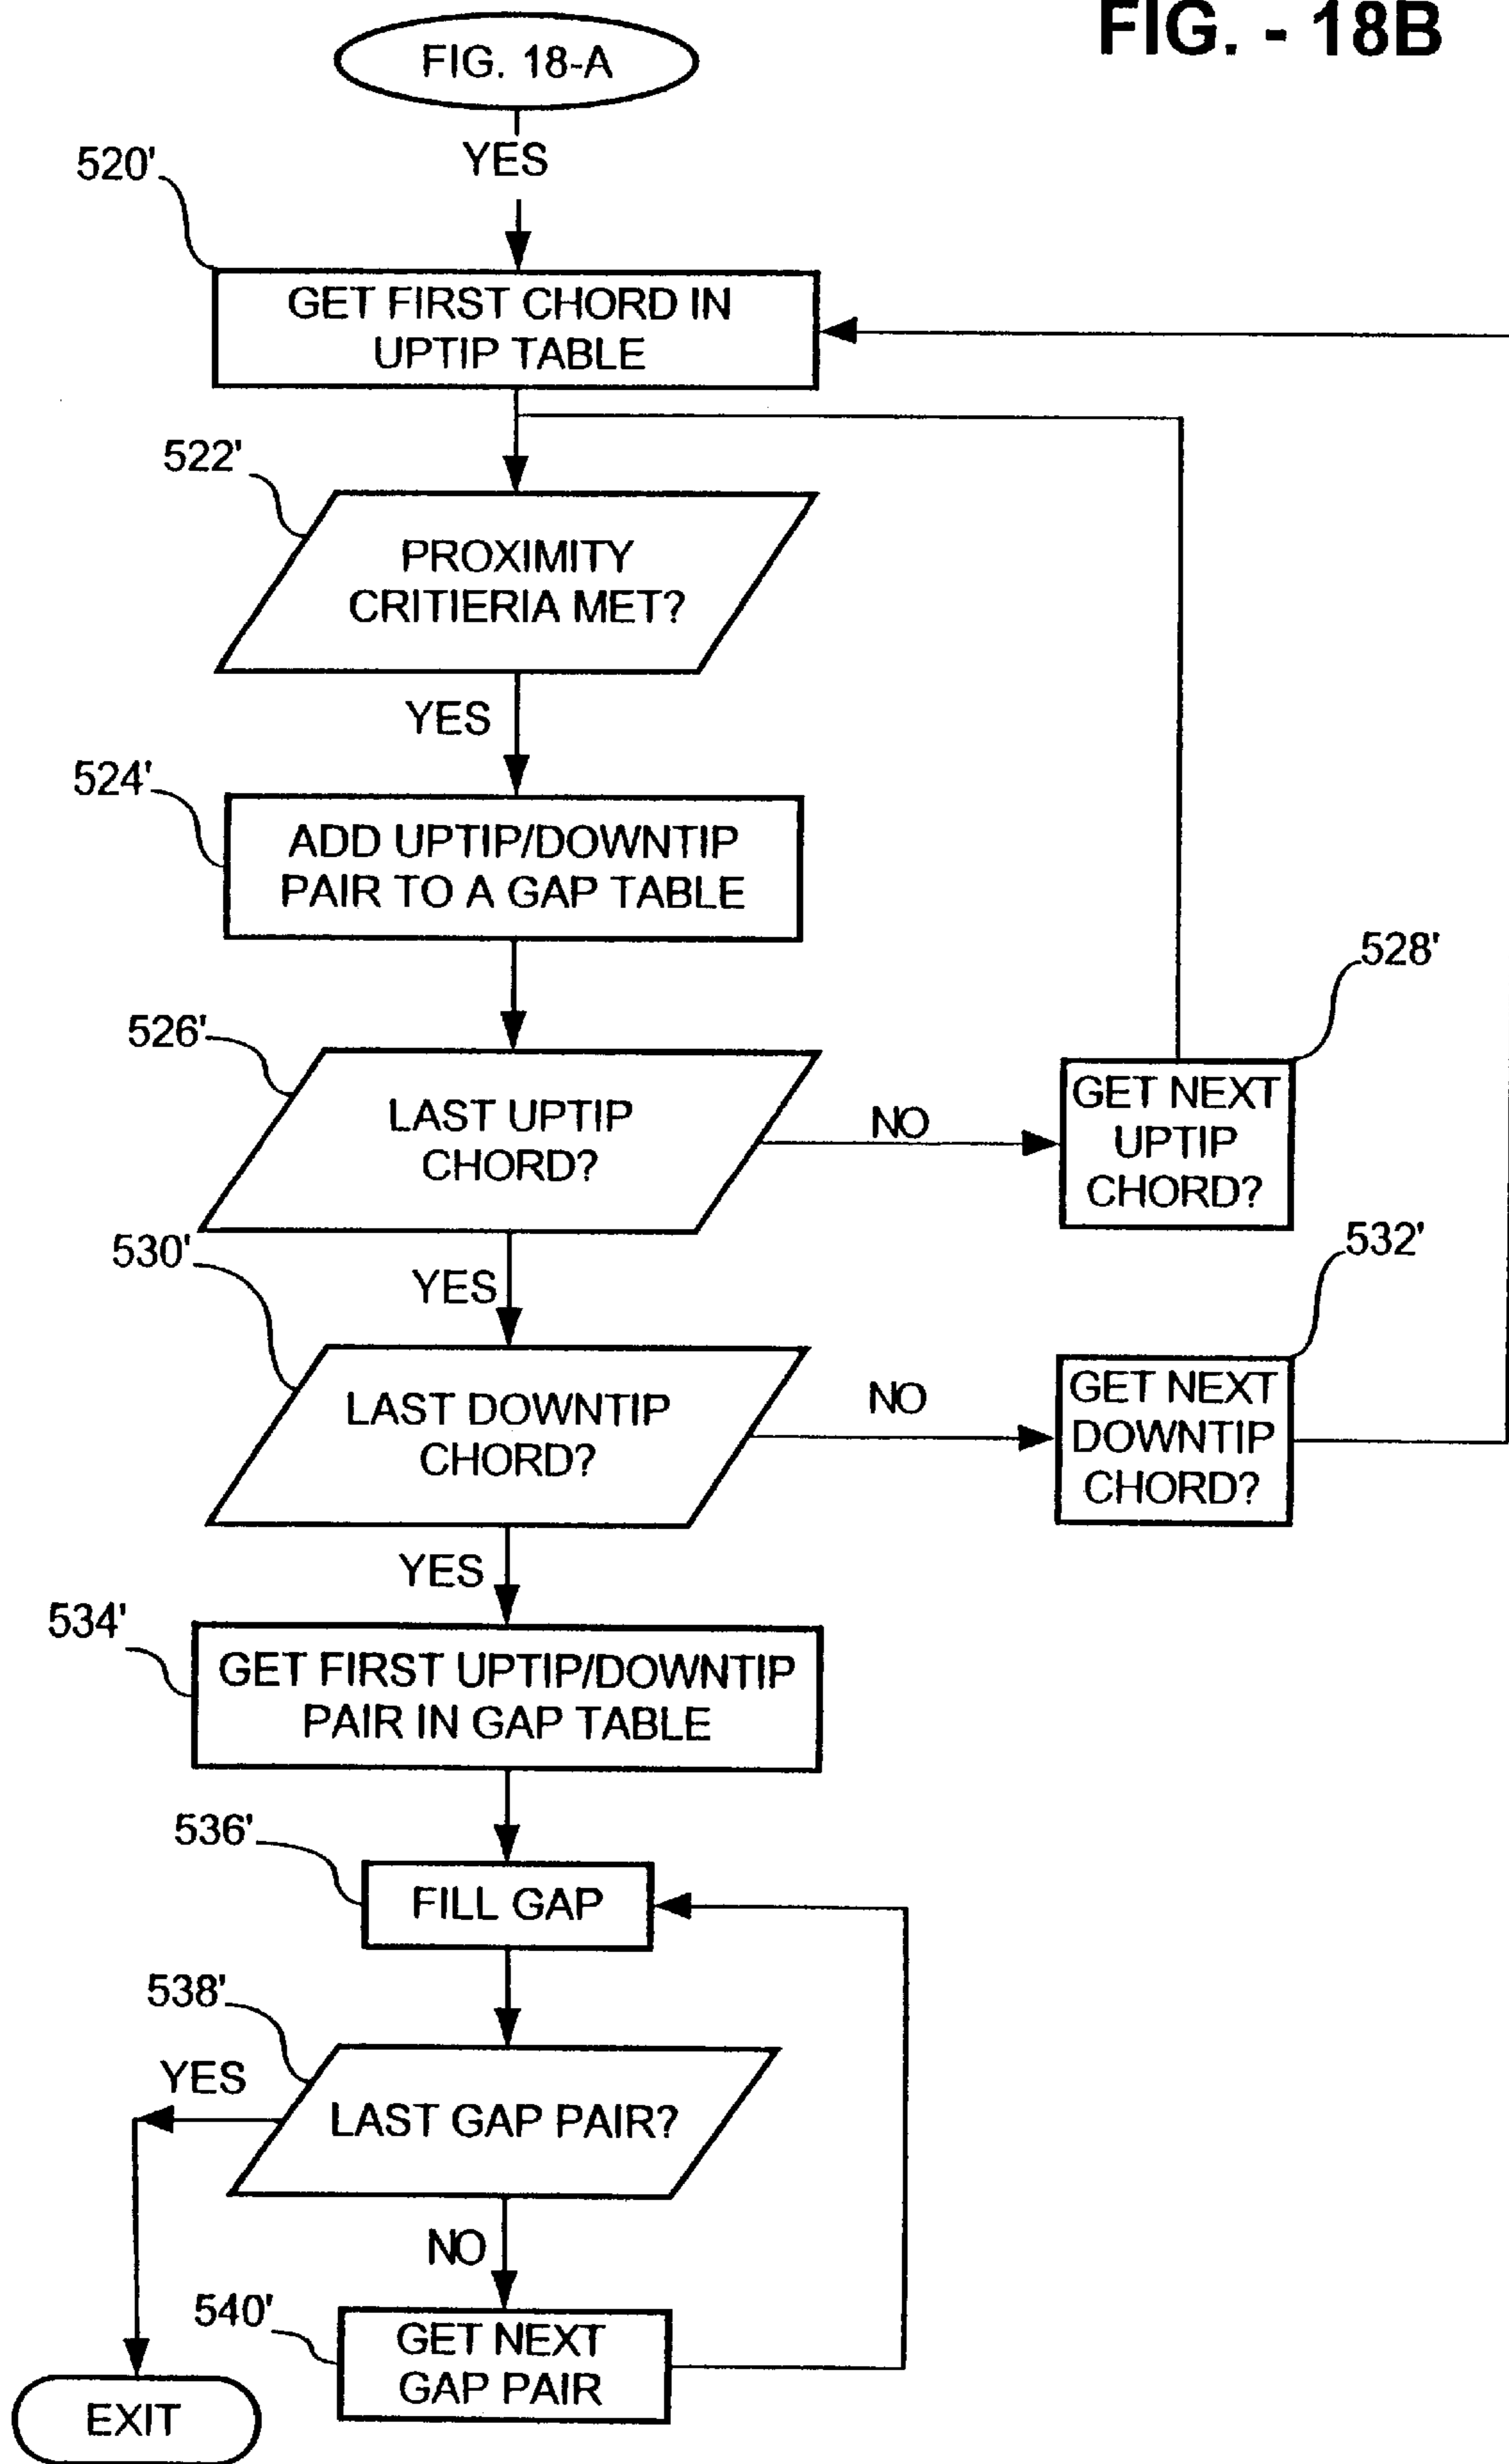 FIG. - 18B
FIG. 18-A
YES
520'
GET FIRST CHORD IN
UPTIP TABLE
522'
PROXIMITY
CRITIERIA MET?
YES
524'
ADD UPTIP/DOWNTIP
PAIR TO A GAP TABLE
526'
LAST UPTIP
CHORD?
NO
528'
GET NEXT
UPTIP
CHORD?
YES
530'
LAST DOWNTIP
CHORD?
NO
532'
GET NEXT
DOWNTIP
CHORD?
YES
534'
GET FIRST UPTIP/DOWNTIP
PAIR IN GAP TABLE
536'
FILL GAP
538'
LAST GAP PAIR?
YES
NO
540'
GET NEXT
GAP PAIR
EXIT